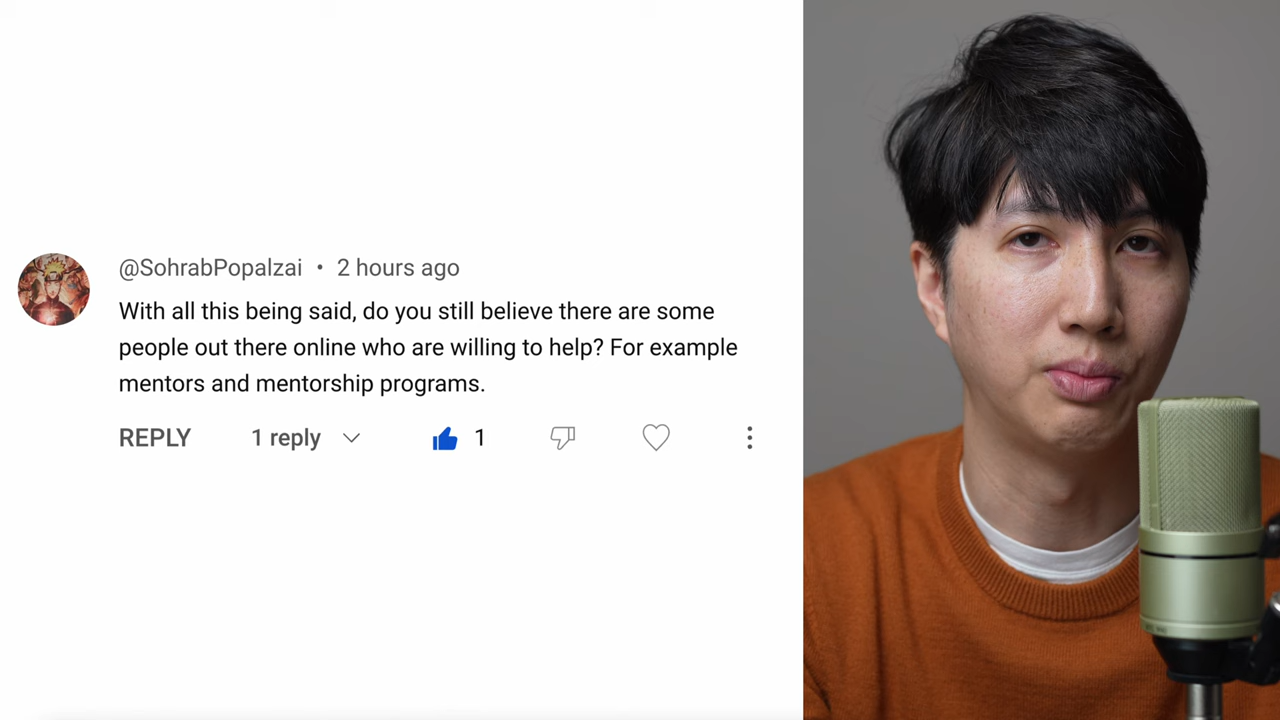 @SohrabPopalzai • 2 hours ago
With all this being said, do you still believe there are some
people out there online who are willing to help? For example
mentors and mentorship programs.
REPLY 1 reply 1